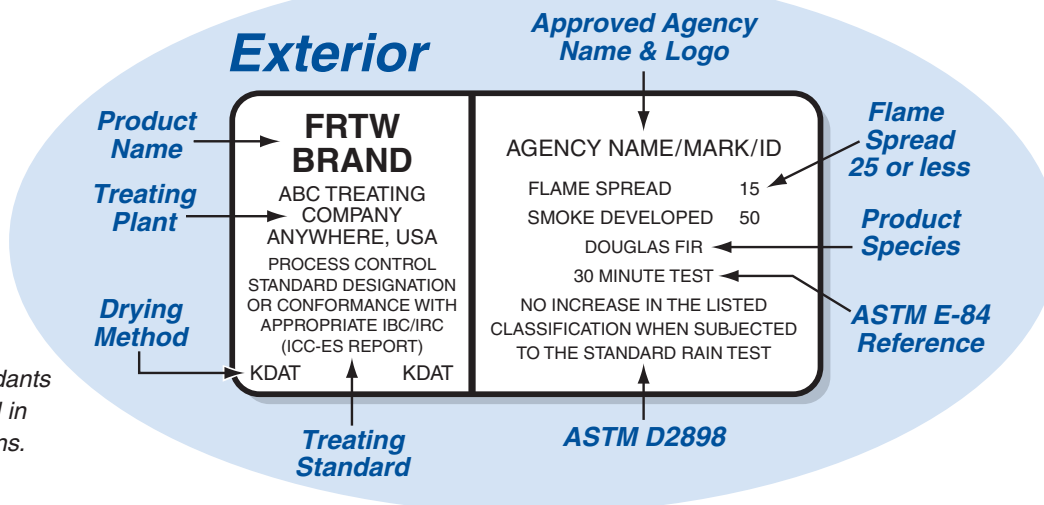 Exterior
Approved Agency
Name & Logo
Product
Name
Treating
Plant
Drying
Method
dants
l in
ns.
FRTW
BRAND
ABC TREATING
COMPANY
ANYWHERE, USA
PROCESS CONTROL
STANDARD DESIGNATION
OR CONFORMANCE WITH
APPROPRIATE IBC/IRC
(ICC-ES REPORT)
KDAT KDAT
Treating
Standard
AGENCY NAME/MARK/ID
FLAME SPREAD 15
SMOKE DEVELOPED 50
DOUGLAS FIR
30 MINUTE TEST
NO INCREASE IN THE LISTED
CLASSIFICATION WHEN SUBJECTED
TO THE STANDARD RAIN TEST
ASTM D2898
Flame
Spread
25 or less
Product
Species
ASTM E-84
Reference